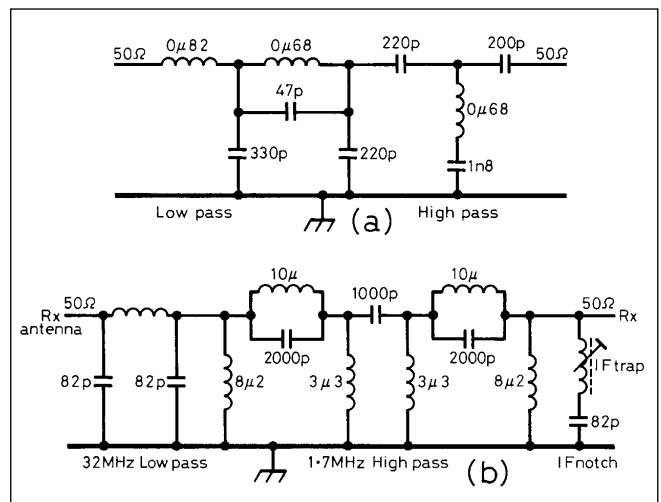 50Ω
0μ82
0μ68
220p
200p
50Ω
47p
0μ68
330p
220p
1n8
Low pass
(a)
High pass
10μ
10μ
50Ω
1000p
50Ω
Rx
antenna
Rx
2000p
2000p
82p
82p
8μ2
3μ3
3μ3
8μ2
IF trap
82p
32MHz Low pass
1·7MHz High pass
(b)
IF notch